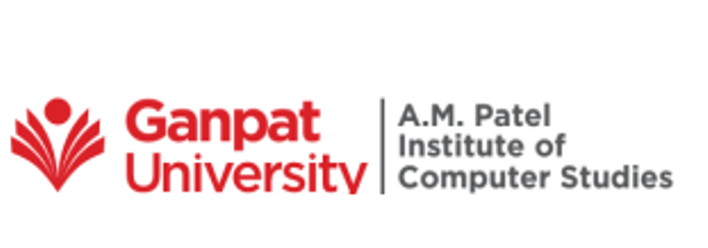 Ganpat
University
A.M. Patel
Institute of
Computer Studies